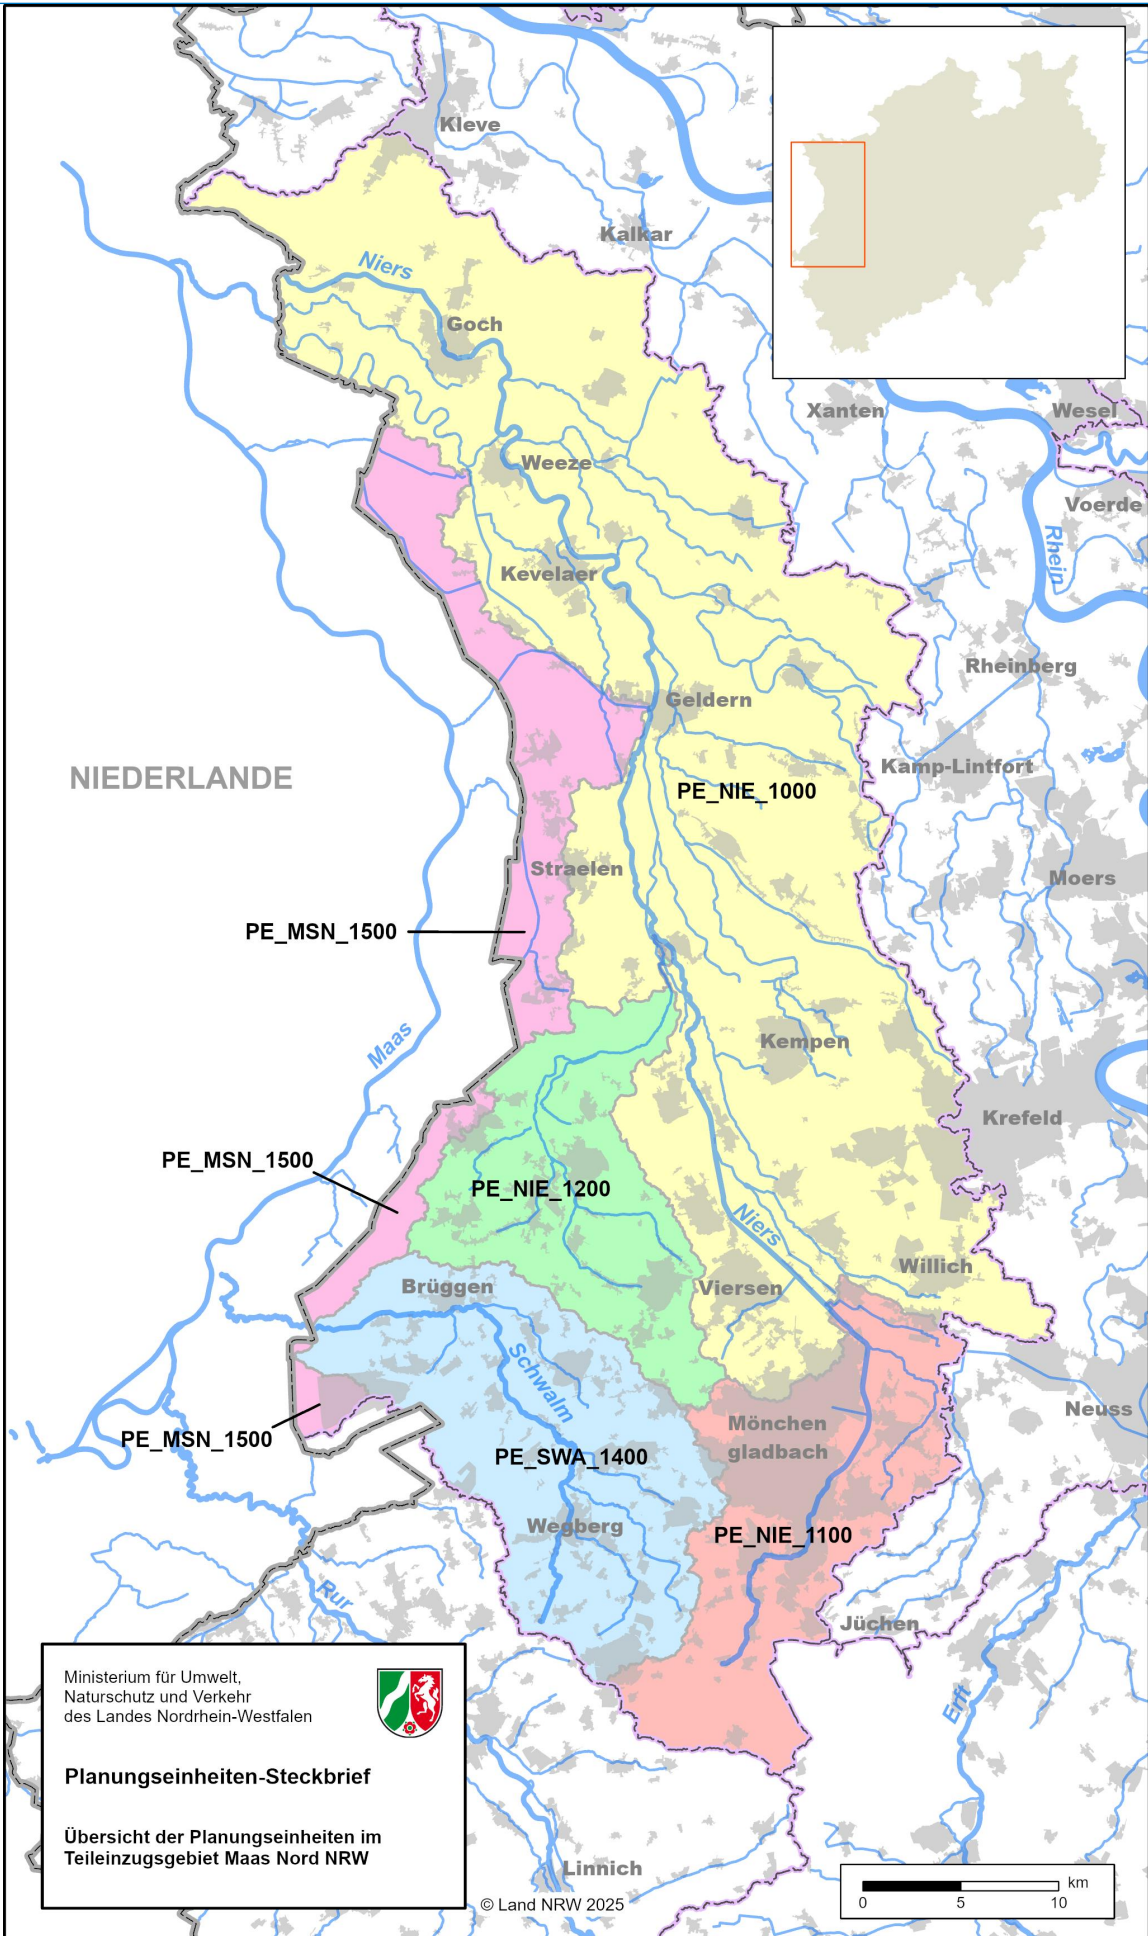 Kleve
Kalkar
Niers
Goch
Xanten
Wesel
Weeze
Voerde
Rhein
Kevelaer
Rheinberg
Geldern
Kamp-Lintfort
NIEDERLANDE
PE_NIE_1000
Straelen
Moers
PE_MSN_1500
Maas
Kempen
Krefeld
PE_MSN_1500
PE_NIE_1200
Niers
Willich
Brüggen
Viersen
Schwalm
Neuss
Mönchen
gladbach
PE_MSN_1500
PE_SWA_1400
Wegberg
PE_NIE_1100
Rur
Jüchen
Erft
Ministerium für Umwelt,
Naturschutz und Verkehr
des Landes Nordrhein-Westfalen
Planungseinheiten-Steckbrief
Übersicht der Planungseinheiten im
Teileinzugsgebiet Maas Nord NRW
Linnich
© Land NRW 2025
km
0 5 10